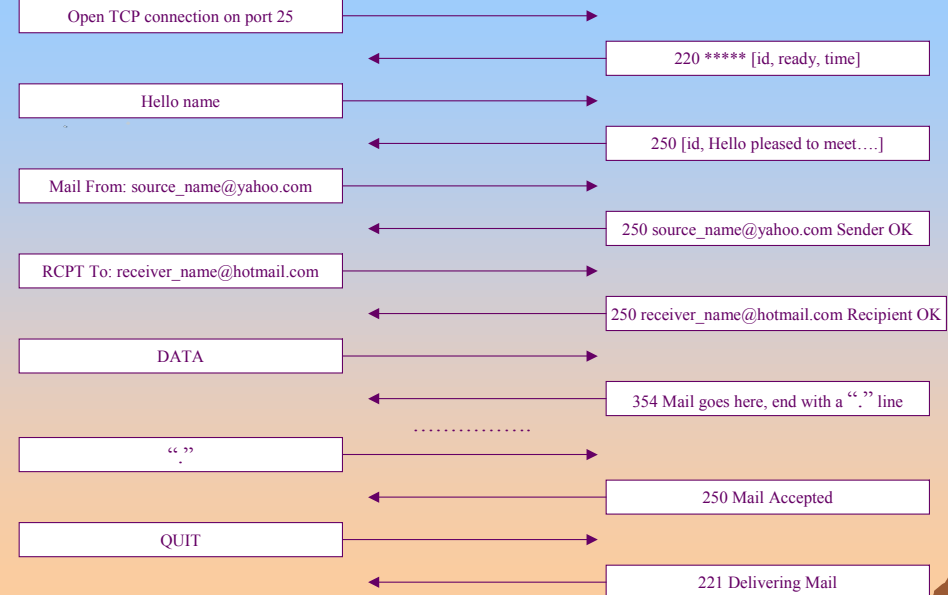 Open TCP connection on port 25
220 ***** [id, ready, time]
Hello name
250 [id, Hello pleased to meet….]
Mail From: source_name@yahoo.com
250 source_name@yahoo.com Sender OK
RCPT To: receiver_name@hotmail.com
250 receiver_name@hotmail.com Recipient OK
DATA
354 Mail goes here, end with a “.” line
…………….
“.”
250 Mail Accepted
QUIT
221 Delivering Mail